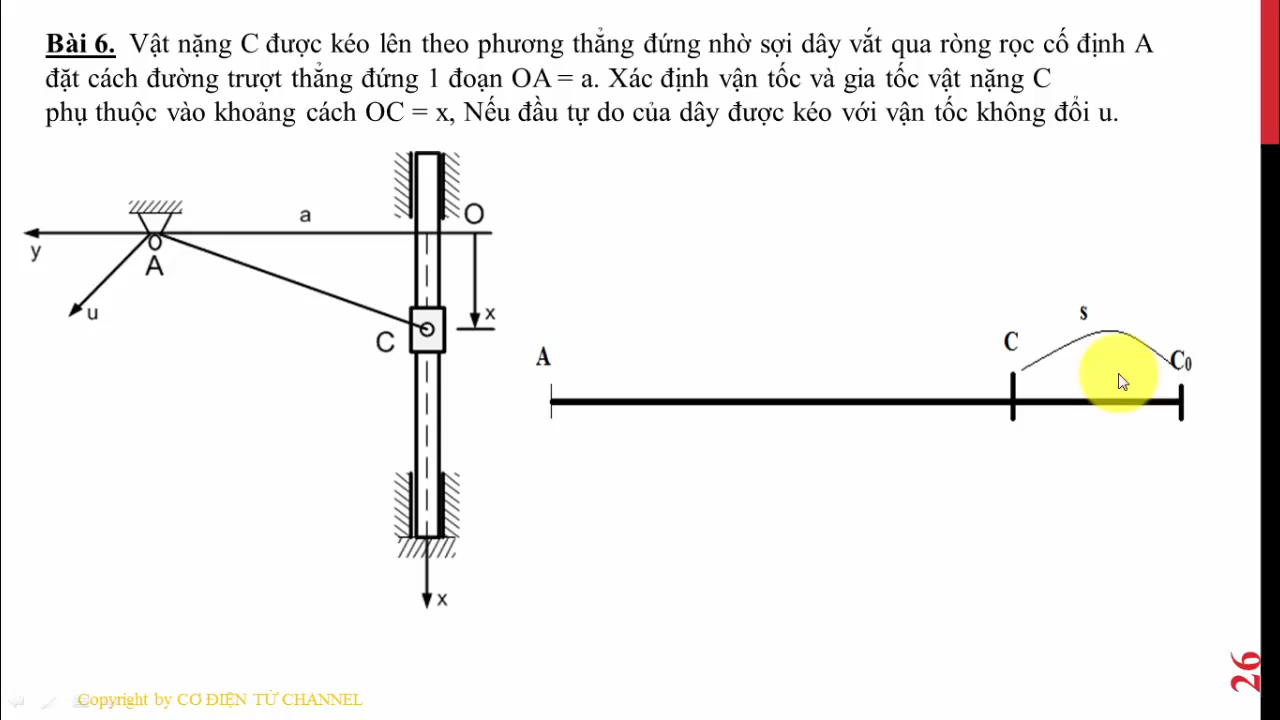 Bài 6. Vật nặng C được kéo lên theo phương thẳng đứng nhờ sợi dây vắt qua ròng rọc cố định A
đặt cách đường trượt thẳng đứng 1 đoạn OA = a. Xác định vận tốc và gia tốc vật nặng C
phụ thuộc vào khoảng cách OC = x, Nếu đầu tự do của dây được kéo với vận tốc không đổi u.
a
O
y
A
u
x
C
x
s
C
C0
A
26
Copyright by CƠ ĐIỆN TỬ CHANNEL